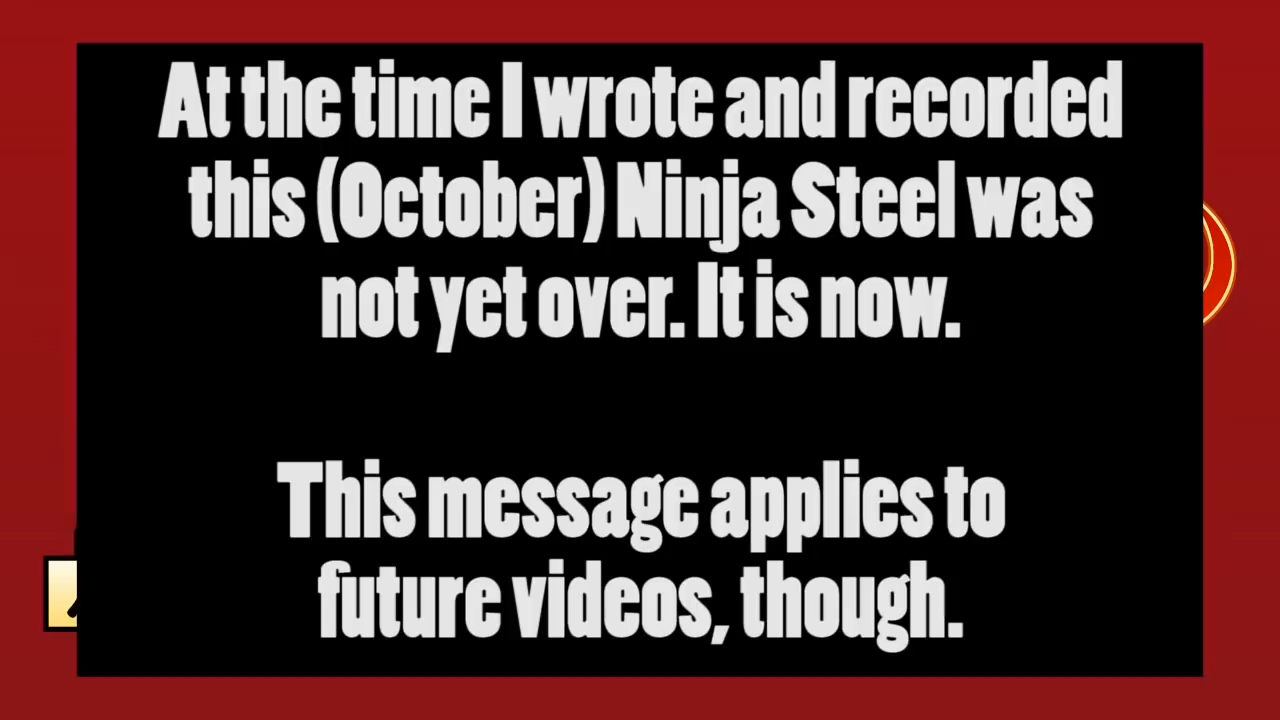 At the time I wrote and recorded
this (October) Ninja Steel was
not yet over. It is now.
This message applies to
future videos, though.